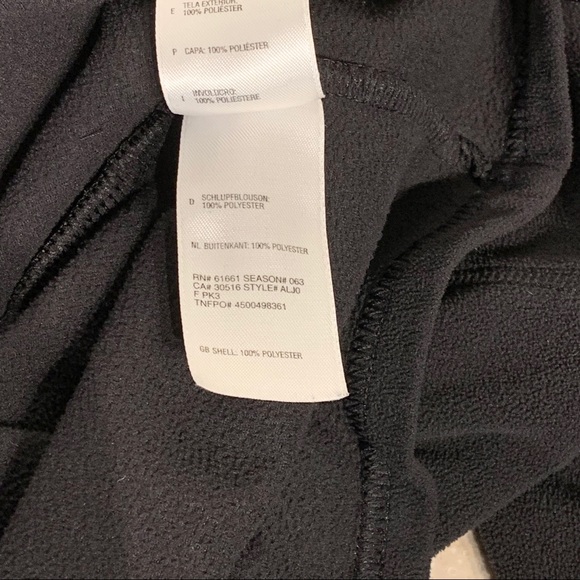 E TELA EXTERIOR:
100% POLIÉSTER
P CAPA: 100% POLIÉSTER
I INVOLUCRO:
100% POLIESTERE
D SCHLUPFBLOUSON:
100% POLYESTER
NL BUITENKANT: 100% POLYESTER
RN# 61661 SEASON# 063
CA# 30516 STYLE# ALJ0
F PK3
TNFPO# 4500498361
GB SHELL: 100% POLYESTER